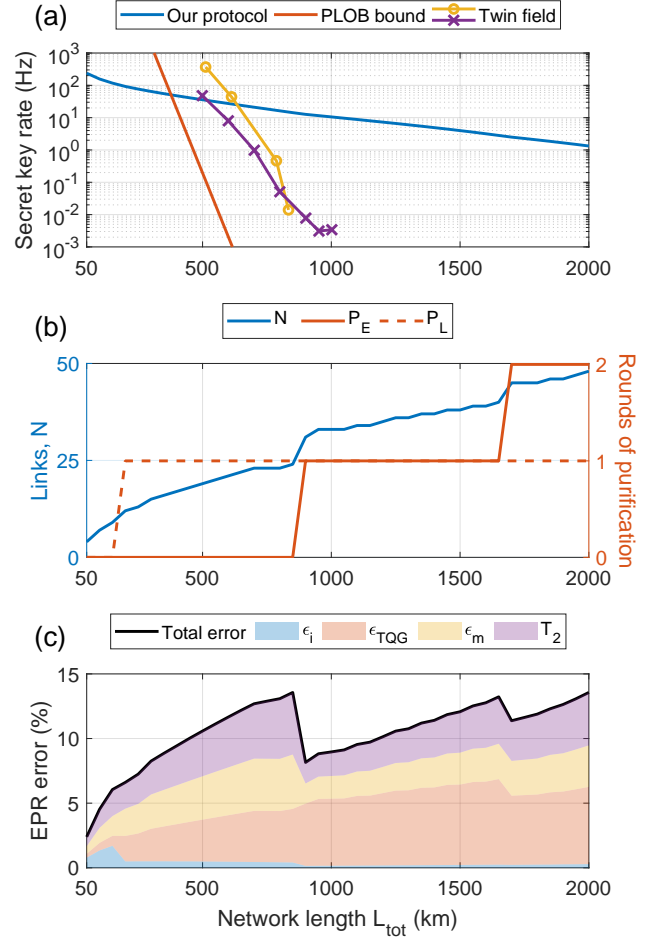 (a)
Our protocol PLOB bound Twin field
Secret key rate (Hz)
10^3
10^2
10^1
10^0
10^-1
10^-2
10^-3
50 500 1000 1500 2000
(b)
N P_E P_L
Links, N
50
25
0
Rounds of purification
2
1
0
50 500 1000 1500 2000
(c)
Total error ϵ_i ϵ_TQG ϵ_m T_2
EPR error (%)
15
10
5
0
50 500 1000 1500 2000
Network length L_tot (km)